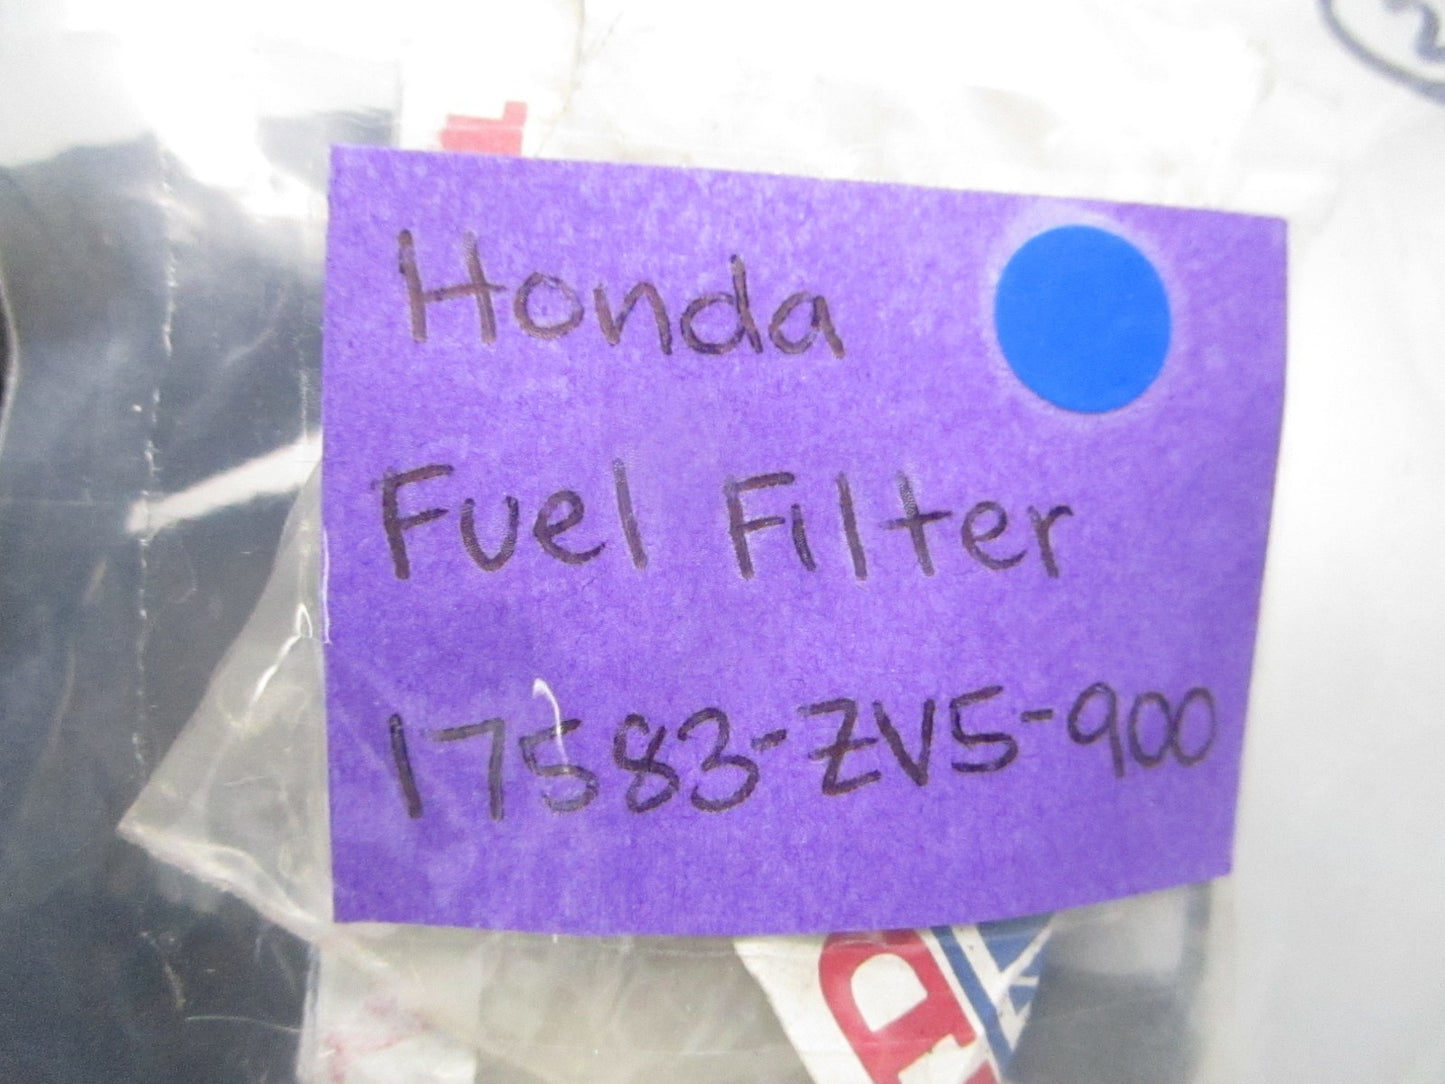 Honda
Fuel Filter
17583-ZV5-900